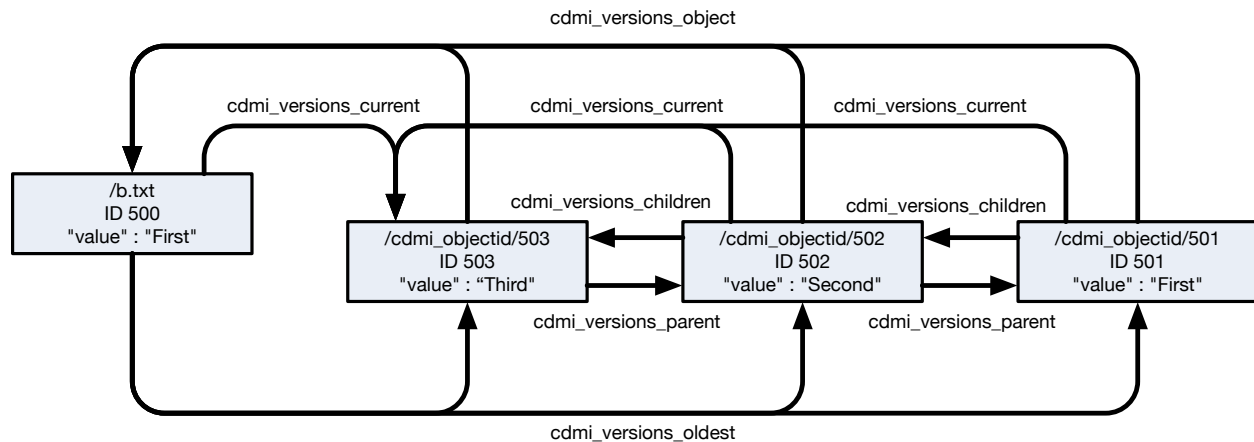 cdmi_versions_object
cdmi_versions_current
cdmi_versions_current
cdmi_versions_current
/b.txt
ID 500
"value" : "First"
cdmi_versions_children
cdmi_versions_children
/cdmi_objectid/503
ID 503
"value" : “Third"
/cdmi_objectid/502
ID 502
"value" : "Second"
/cdmi_objectid/501
ID 501
"value" : "First"
cdmi_versions_parent
cdmi_versions_parent
cdmi_versions_oldest